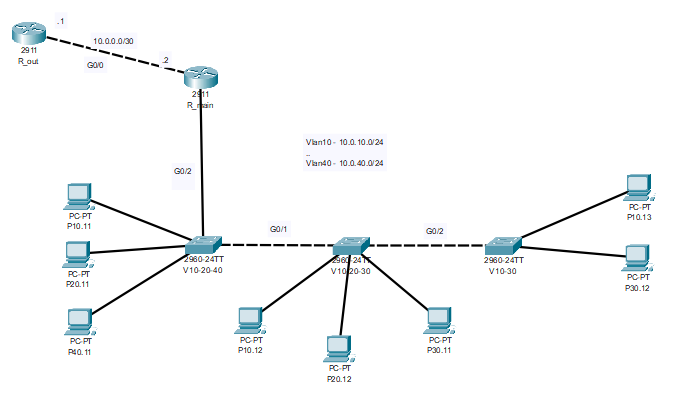 .1
10.0.0.0/30
2911
R_out
G0/0
.2
2911
R_main
Vlan10 - 10.0.10.0/24
..
Vlan40 - 10.0.40.0/24
G0/2
PC-PT
P10.11
PC-PT
P10.13
G0/1
G0/2
2960-24TT
V10-20-40
2960-24TT
V10-20-30
2960-24TT
V10-30
PC-PT
P20.11
PC-PT
P30.12
PC-PT
P40.11
PC-PT
P10.12
PC-PT
P20.12
PC-PT
P30.11